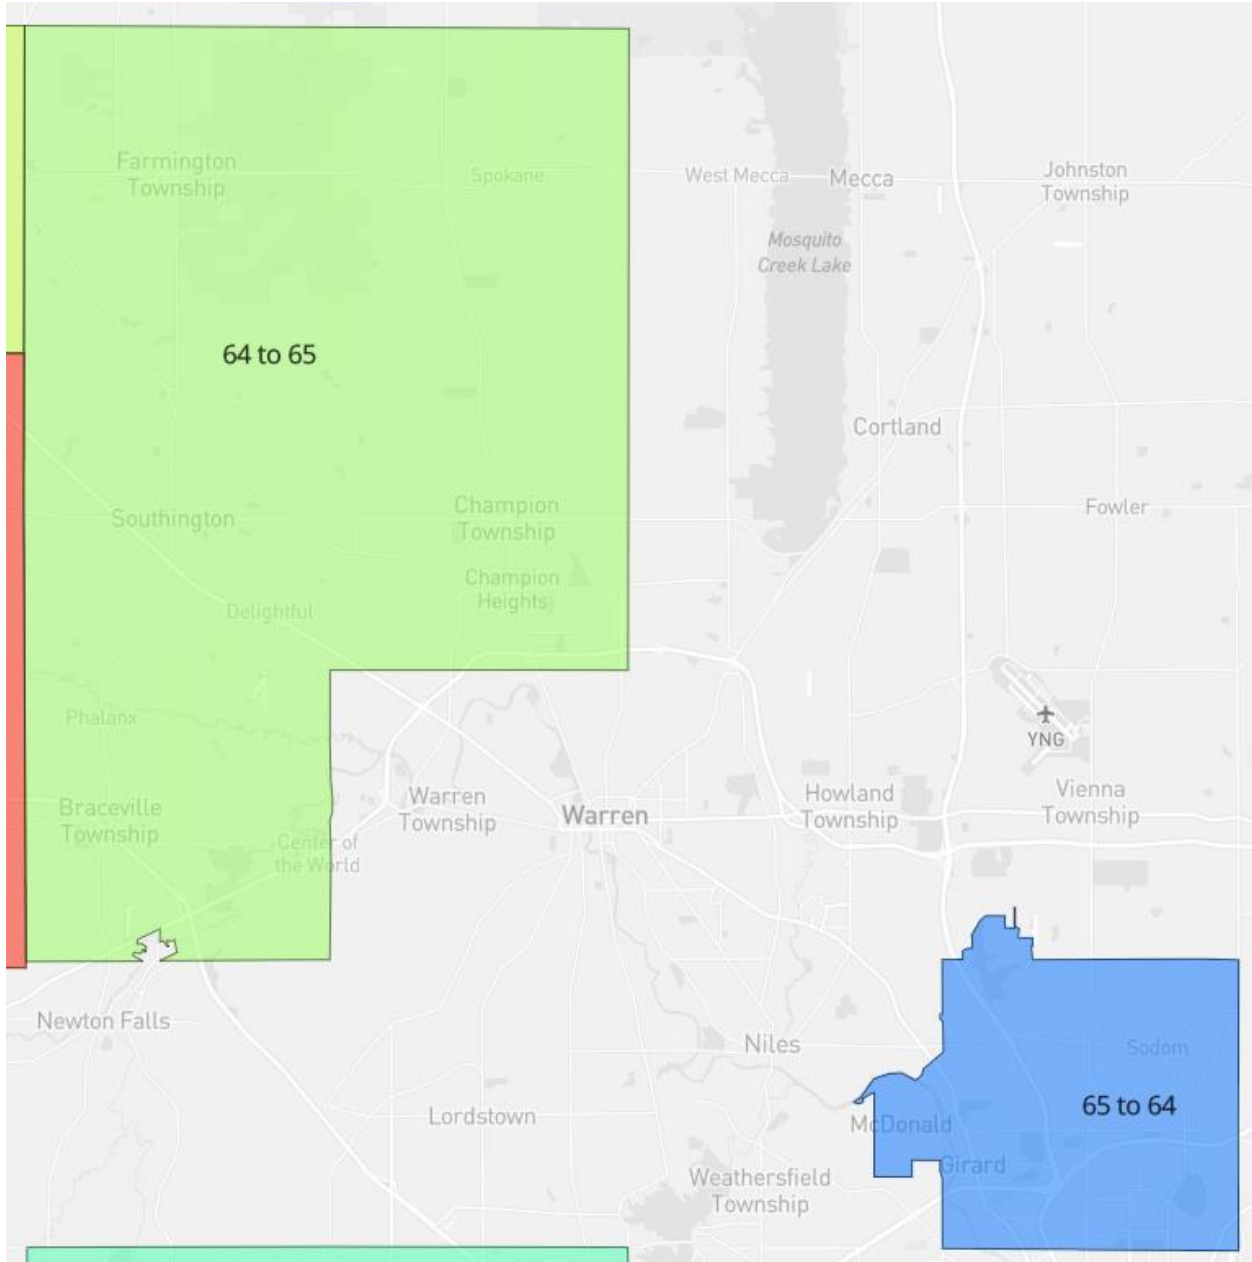 Farmington
Township
Spokane
West Mecca
Mecca
Johnston
Township
Mosquito
Creek Lake
64 to 65
Cortland
Southington
Champion
Township
Fowler
Champion
Heights
Delightful
Phalanx
YNG
Braceville
Township
Warren
Township
Warren
Howland
Township
Vienna
Township
Center of
the World
Newton Falls
Niles
Sodom
Lordstown
65 to 64
McDonald
Girard
Weathersfield
Township